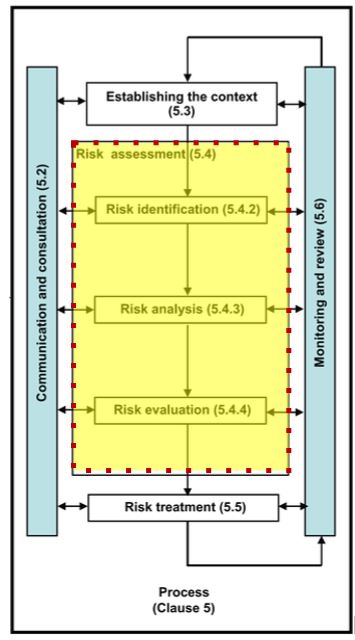 Establishing the context
(5.3)
Risk assessment (5.4)
Risk identification (5.4.2)
Risk analysis (5.4.3)
Risk evaluation (5.4.4)
Risk treatment (5.5)
Communication and consultation (5.2)
Monitoring and review (5.6)
Process
(Clause 5)